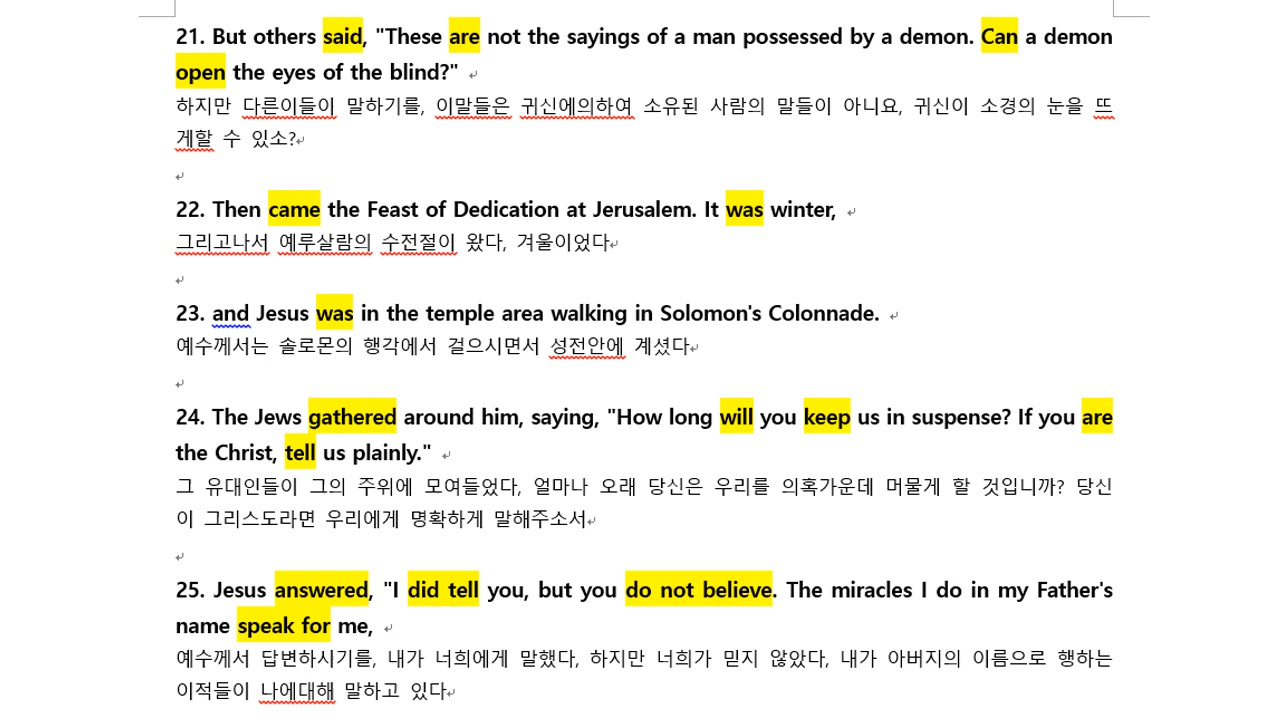 21. But others said, "These are not the sayings of a man possessed by a demon. Can a demon
open the eyes of the blind?"
하지만 다른이들이 말하기를, 이말들은 귀신에의하여 소유된 사람의 말들이 아니요, 귀신이 소경의 눈을 뜨
게할 수 있소?
22. Then came the Feast of Dedication at Jerusalem. It was winter,
그리고나서 예루살람의 수전절이 왔다, 겨울이었다
23. and Jesus was in the temple area walking in Solomon's Colonnade.
예수께서는 솔로몬의 행각에서 걸으시면서 성전안에 계셨다
24. The Jews gathered around him, saying, "How long will you keep us in suspense? If you are
the Christ, tell us plainly."
그 유대인들이 그의 주위에 모여들었다, 얼마나 오래 당신은 우리를 의혹가운데 머물게 할 것입니까? 당신
이 그리스도라면 우리에게 명확하게 말해주소서
25. Jesus answered, "I did tell you, but you do not believe. The miracles I do in my Father's
name speak for me,
예수께서 답변하시기를, 내가 너희에게 말했다, 하지만 너희가 믿지 않았다, 내가 아버지의 이름으로 행하는
이적들이 나에대해 말하고 있다